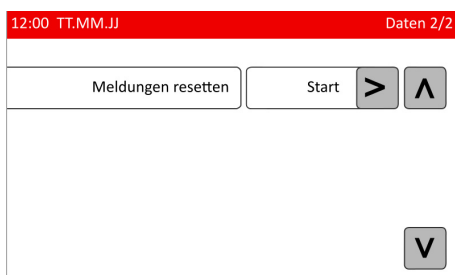 12:00 TT.MM.JJ Daten 2/2
Meldungen resetten Start > Λ
V